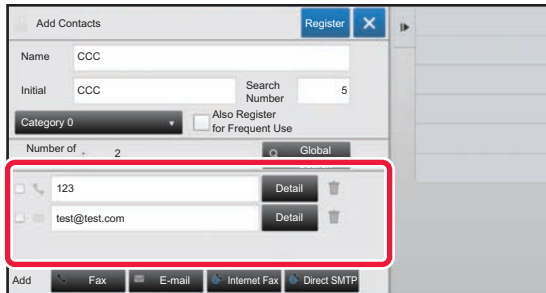 Add Contacts Register
Name CCC
Initial CCC Search Number 5
Category 0 Also Register for Frequent Use
Number of 2 Global
123 Detail
test@test.com Detail
Add Fax E-mail Internet Fax Direct SMTP